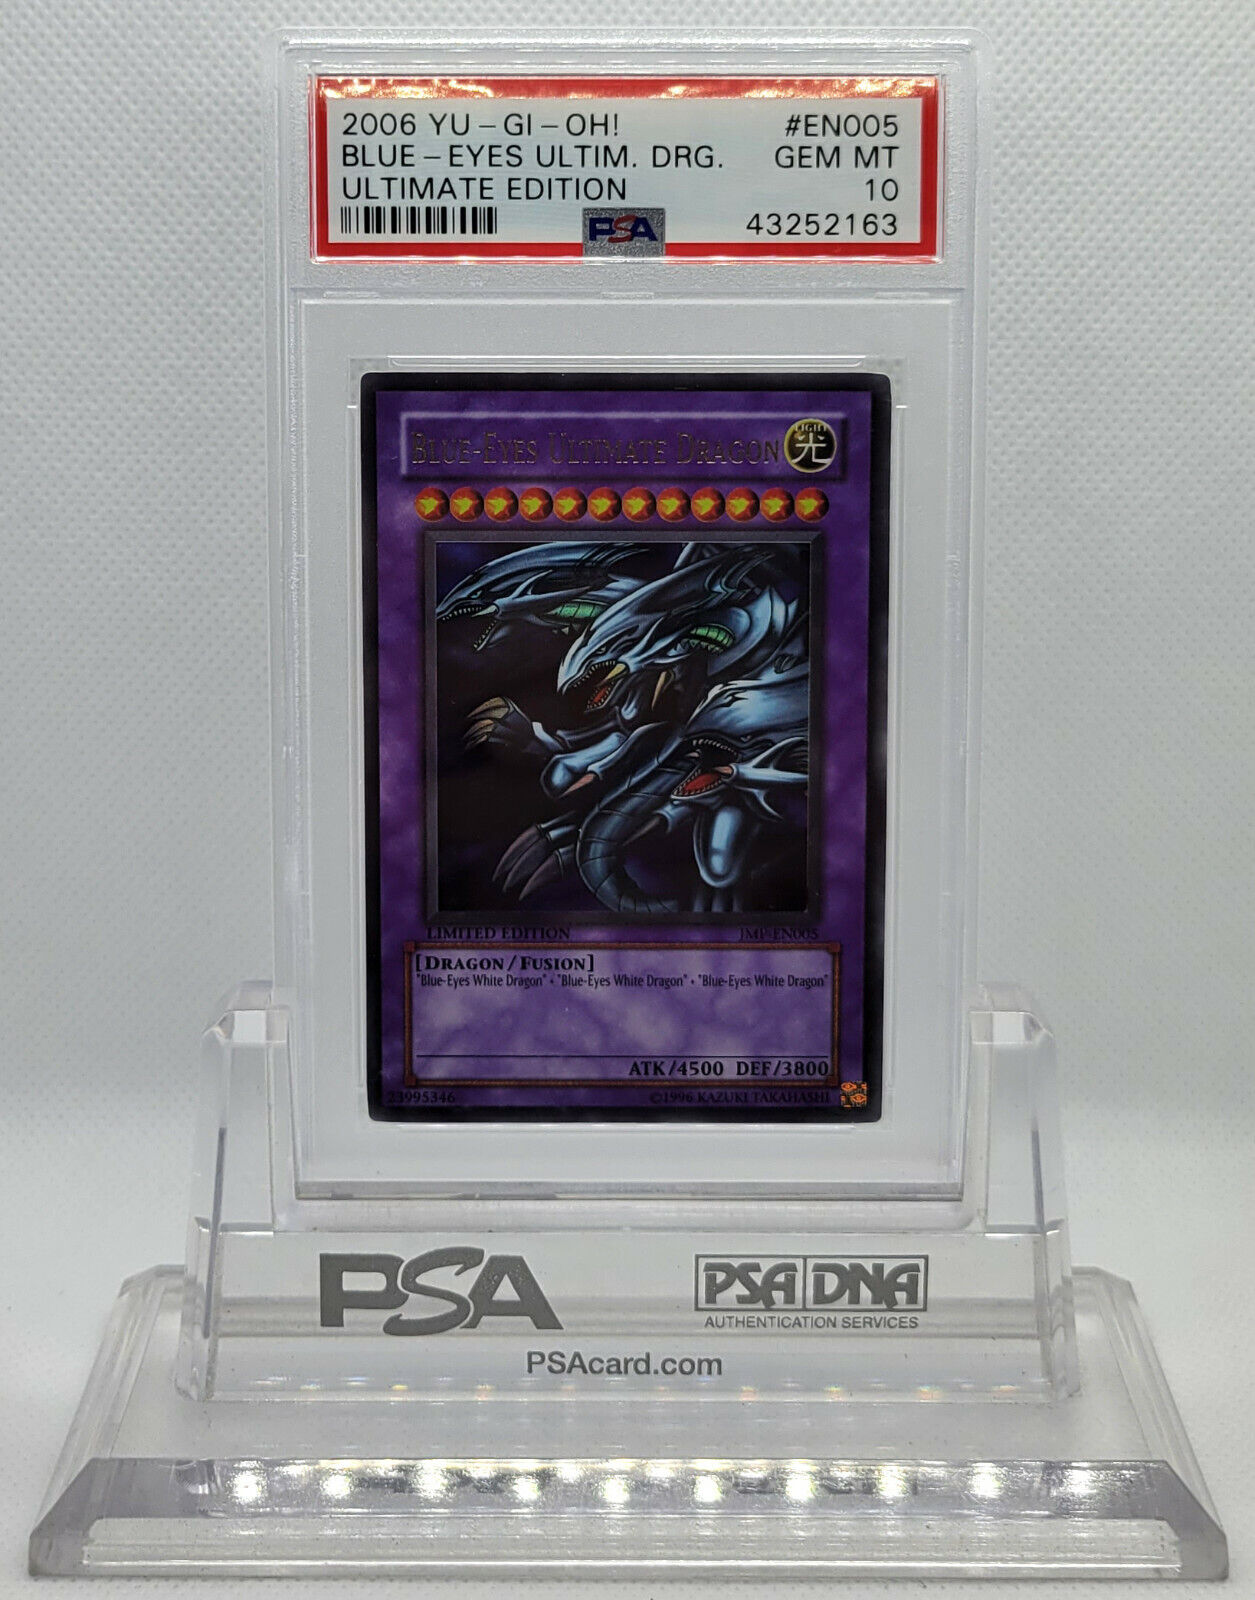 2006 YU-GI-OH! #EN005
BLUE-EYES ULTIM. DRG. GEM MT
ULTIMATE EDITION 10
PSA 43252163
BLUE-EYES ULTIMATE DRAGON
LIGHT
光
LIMITED EDITION JMP-EN005
[DRAGON/FUSION]
"Blue-Eyes White Dragon" + "Blue-Eyes White Dragon" + "Blue-Eyes White Dragon"
ATK/4500 DEF/3800
23995346 ©1996 KAZUKI TAKAHASHI
PSA PSA DNA
AUTHENTICATION SERVICES
PSAcard.com